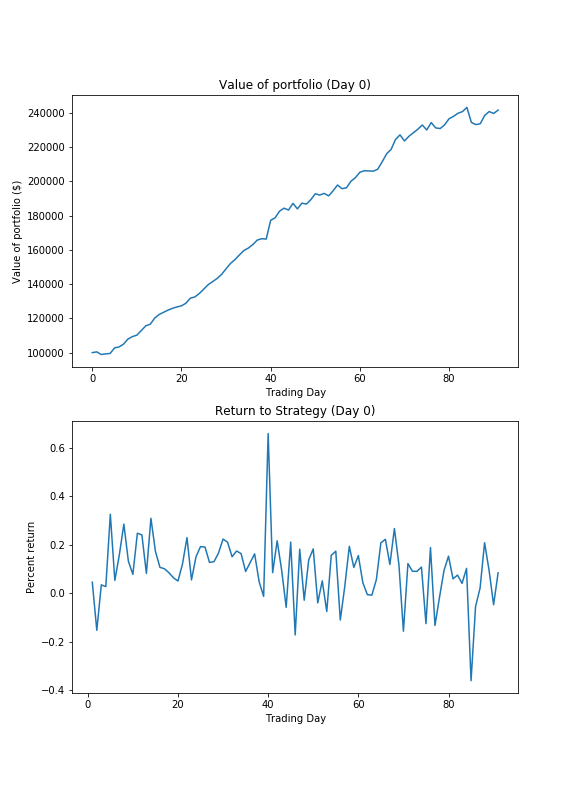 Value of portfolio (Day 0)
240000
220000
200000
180000
160000
140000
120000
100000
Value of portfolio ($)
0 20 40 60 80
Trading Day
Return to Strategy (Day 0)
0.6
0.4
0.2
0.0
−0.2
−0.4
Percent return
0 20 40 60 80
Trading Day